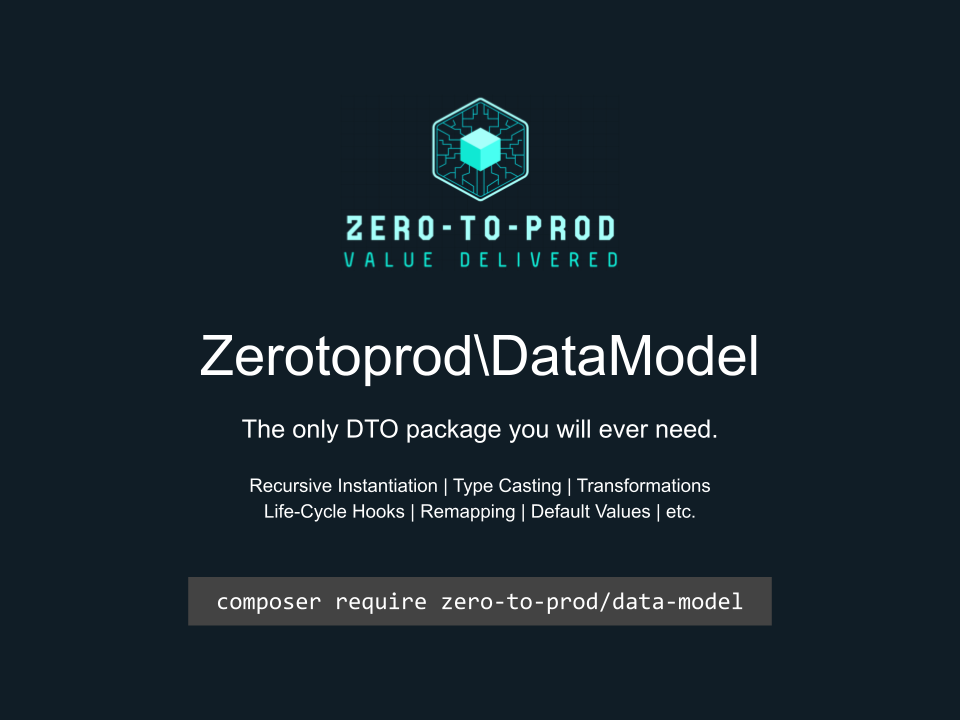 ZERO-TO-PROD
VALUE DELIVERED
Zerotoprod\DataModel
The only DTO package you will ever need.
Recursive Instantiation | Type Casting | Transformations
Life-Cycle Hooks | Remapping | Default Values | etc.
composer require zero-to-prod/data-model